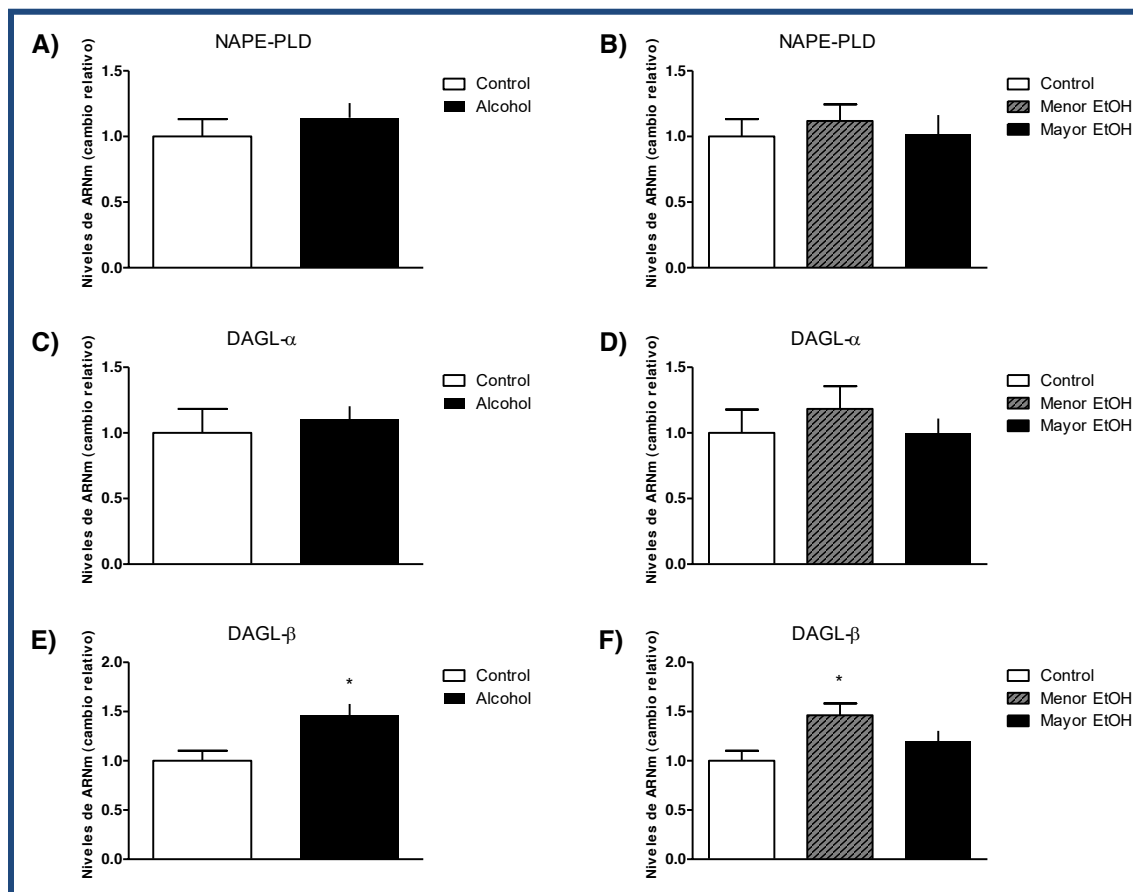 A)
NAPE-PLD
Niveles de ARNm (cambio relativo)
1.5
1.0
0.5
0.0
Control
Alcohol
B)
NAPE-PLD
Niveles de ARNm (cambio relativo)
1.5
1.0
0.5
0.0
Control
Menor EtOH
Mayor EtOH
C)
DAGL-α
Niveles de ARNm (cambio relativo)
1.5
1.0
0.5
0.0
Control
Alcohol
D)
DAGL-α
Niveles de ARNm (cambio relativo)
1.5
1.0
0.5
0.0
Control
Menor EtOH
Mayor EtOH
E)
DAGL-β
Niveles de ARNm (cambio relativo)
2.0
1.5
1.0
0.5
0.0
*
Control
Alcohol
F)
DAGL-β
Niveles de ARNm (cambio relativo)
2.0
1.5
1.0
0.5
0.0
*
Control
Menor EtOH
Mayor EtOH